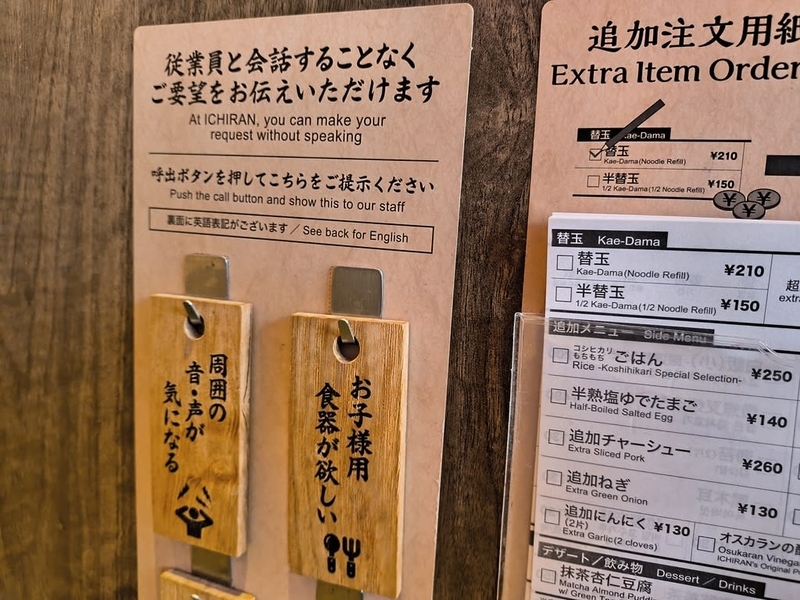 従業員と会話することなく
ご要望をお伝えいただけます
At ICHIRAN, you can make your
request without speaking
呼出ボタンを押してこちらをご提示ください
Push the call button and show this to our staff
裏面に英語表記がございます／See back for English
周囲の
音・声が
気になる
お子様用
食器が欲しい
追加注文用紙
Extra Item Order
替玉 Kae-Dama
替玉 ¥210
Kae-Dama(Noodle Refill)
半替玉 ¥150
1/2 Kae-Dama(1/2 Noodle Refill)
替玉 Kae-Dama
替玉 ¥210
Kae-Dama(Noodle Refill)
半替玉 ¥150
1/2 Kae-Dama(1/2 Noodle Refill)
超
extra
追加メニュー Side Menu
コシヒカリ
もちもち ごはん ¥250
Rice -Koshihikari Special Selection-
半熟塩ゆでたまご ¥140
Half-Boiled Salted Egg
追加チャーシュー ¥260
Extra Sliced Pork
追加ねぎ ¥130
Extra Green Onion
追加にんにく ¥130
(2片)
Extra Garlic(2 cloves)
オスカランの
Osukaran Vinega
ICHIRAN's Original
デザート／飲み物 Dessert／Drinks
抹茶杏仁豆腐
Matcha Almond Pudd
w/ Green Tea